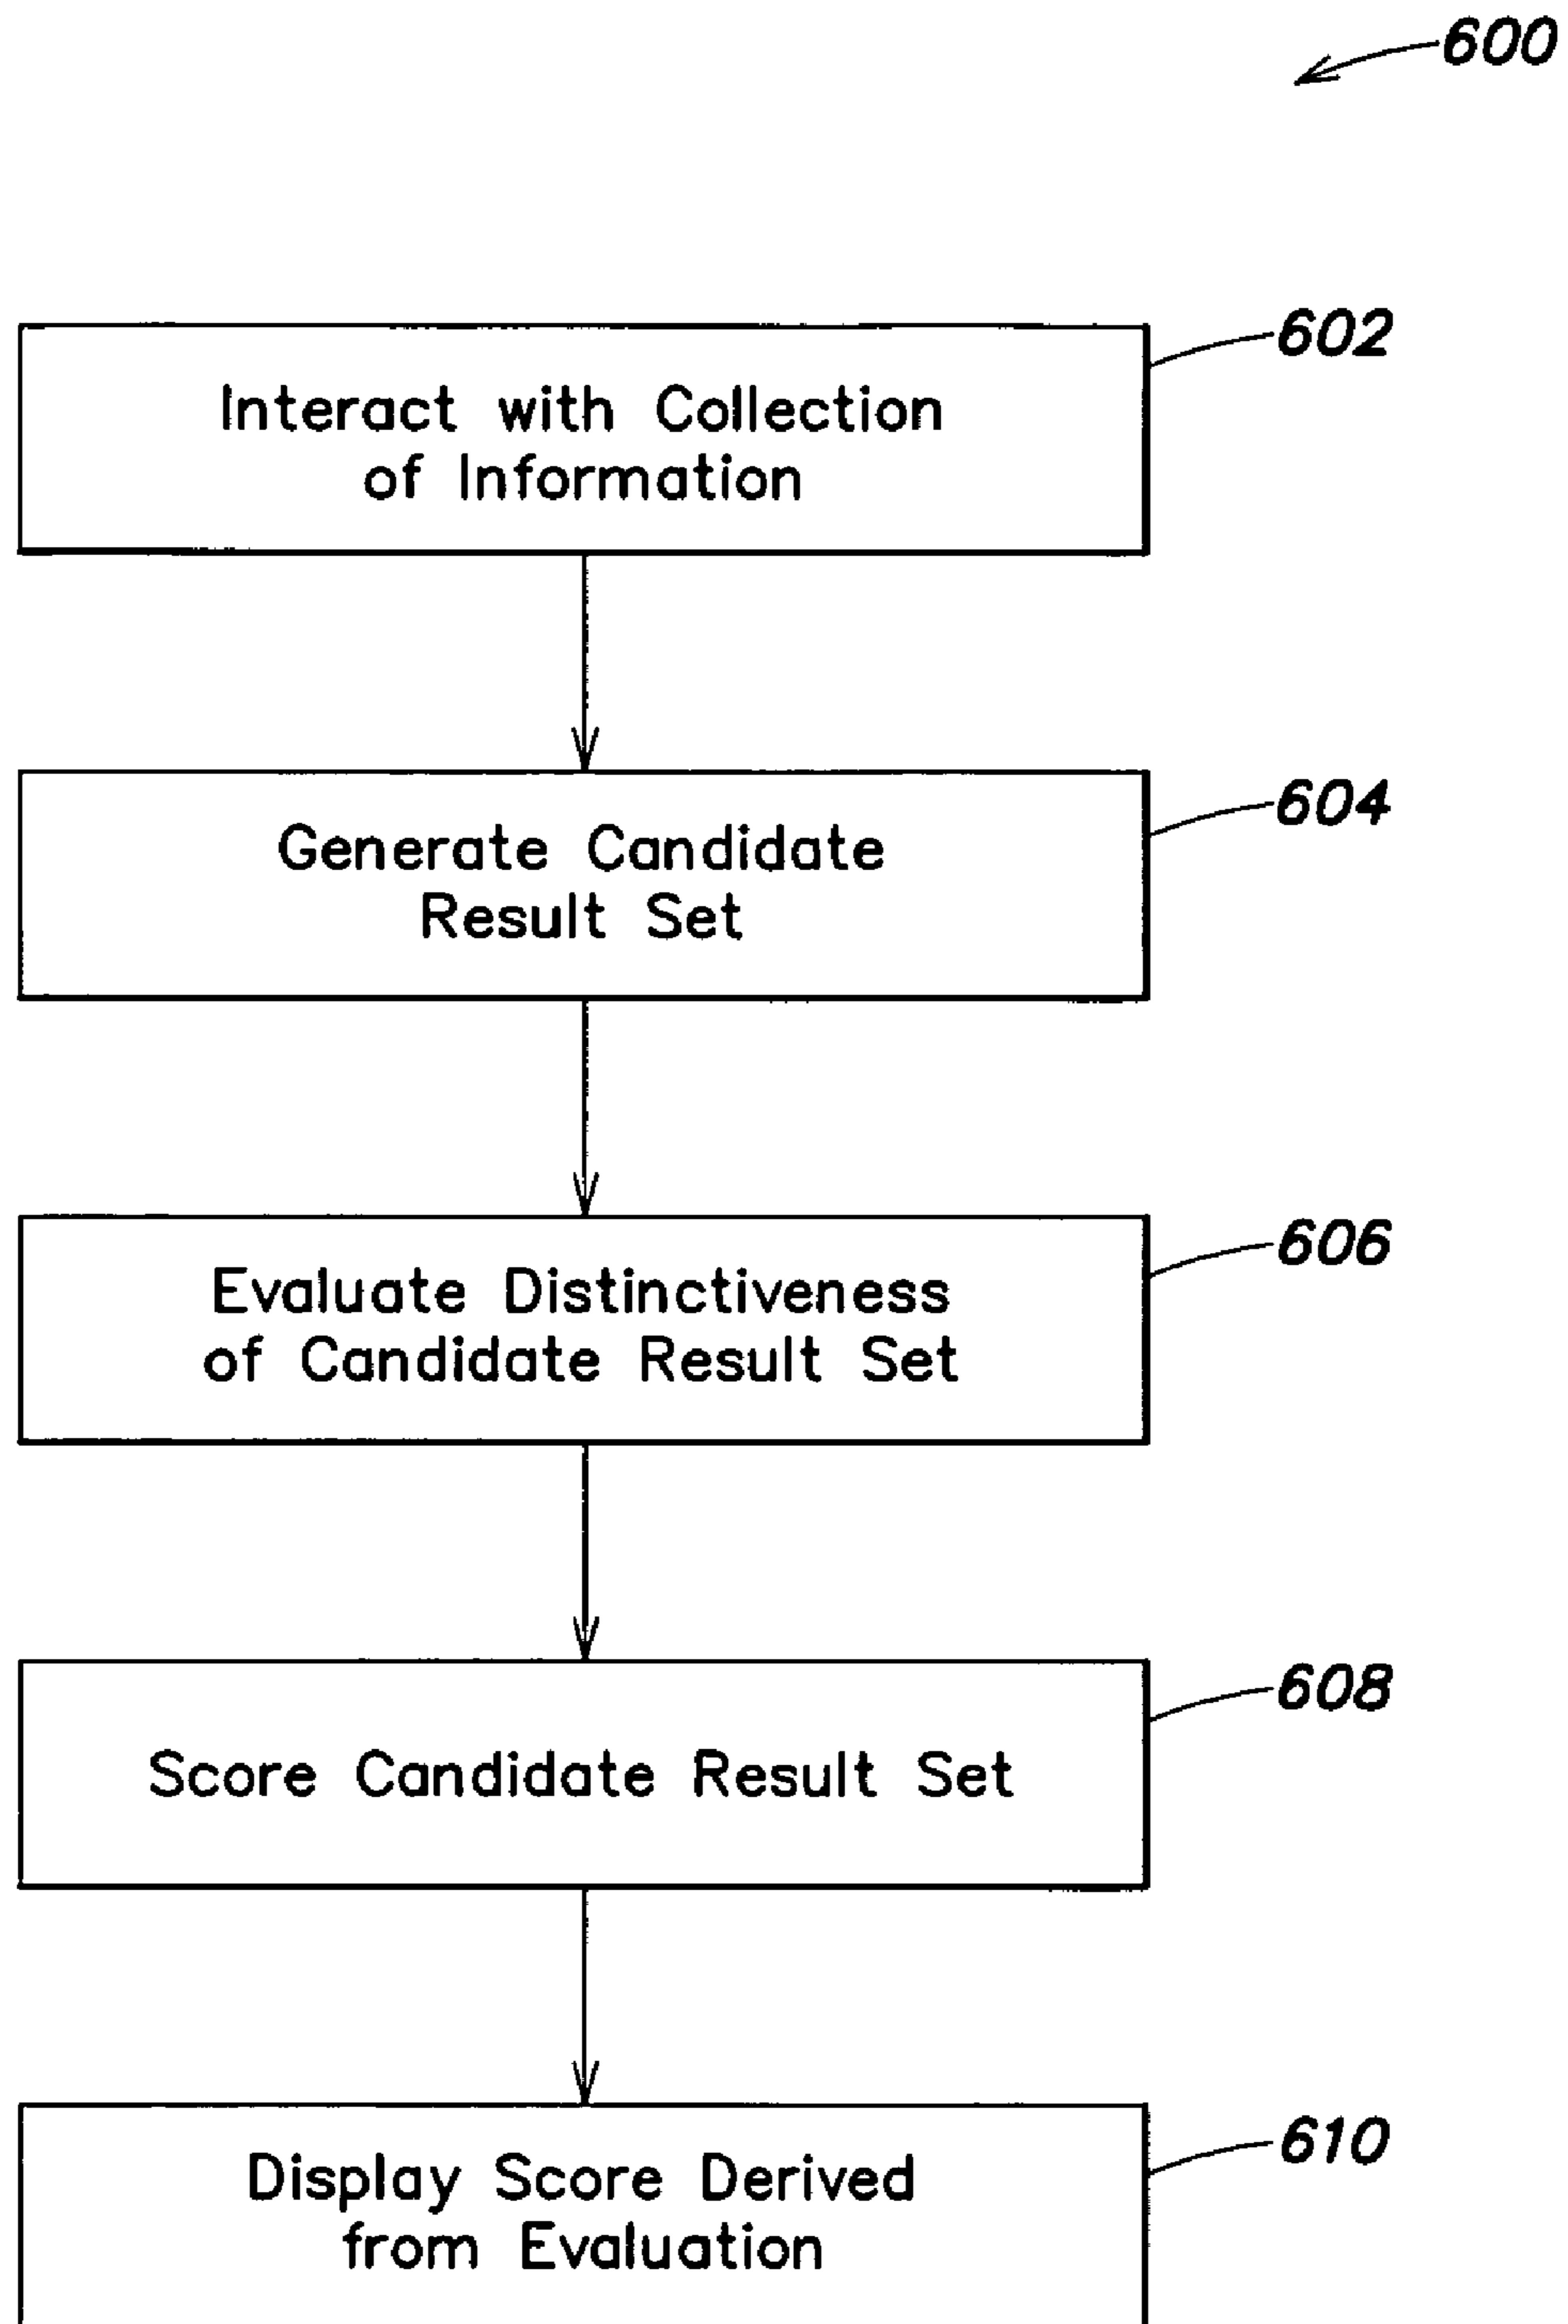 600
602
Interact with Collection
of Information
604
Generate Candidate
Result Set
606
Evaluate Distinctiveness
of Candidate Result Set
608
Score Candidate Result Set
610
Display Score Derived
from Evaluation